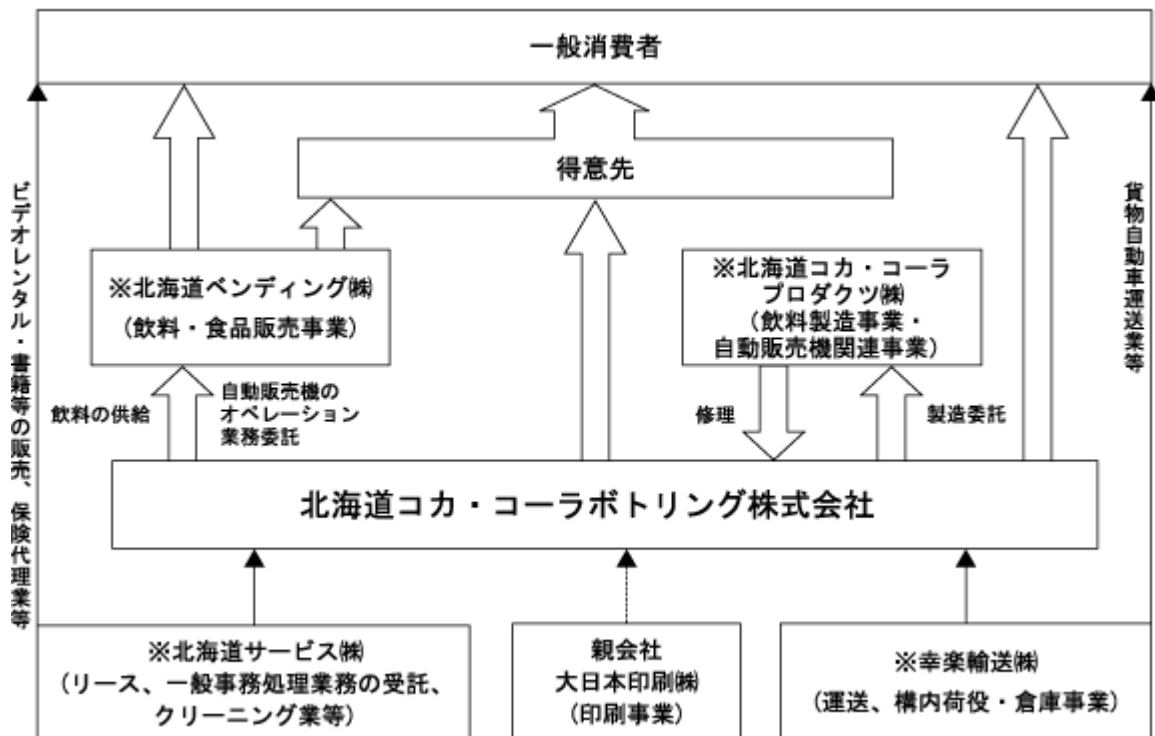 一般消費者
得意先
ビデオレンタル・書籍等の販売、保険代理業等
貨物自動車運送業等
※北海道ベンディング㈱
（飲料・食品販売事業）
※北海道コカ・コーラ
プロダクツ㈱
（飲料製造事業・
自動販売機関連事業）
飲料の供給
自動販売機の
オペレーション
業務委託
修理
製造委託
北海道コカ・コーラボトリング株式会社
※北海道サービス㈱
（リース、一般事務処理業務の受託、
クリーニング業等）
親会社
大日本印刷㈱
（印刷事業）
※幸楽輸送㈱
（運送、構内荷役・倉庫事業）